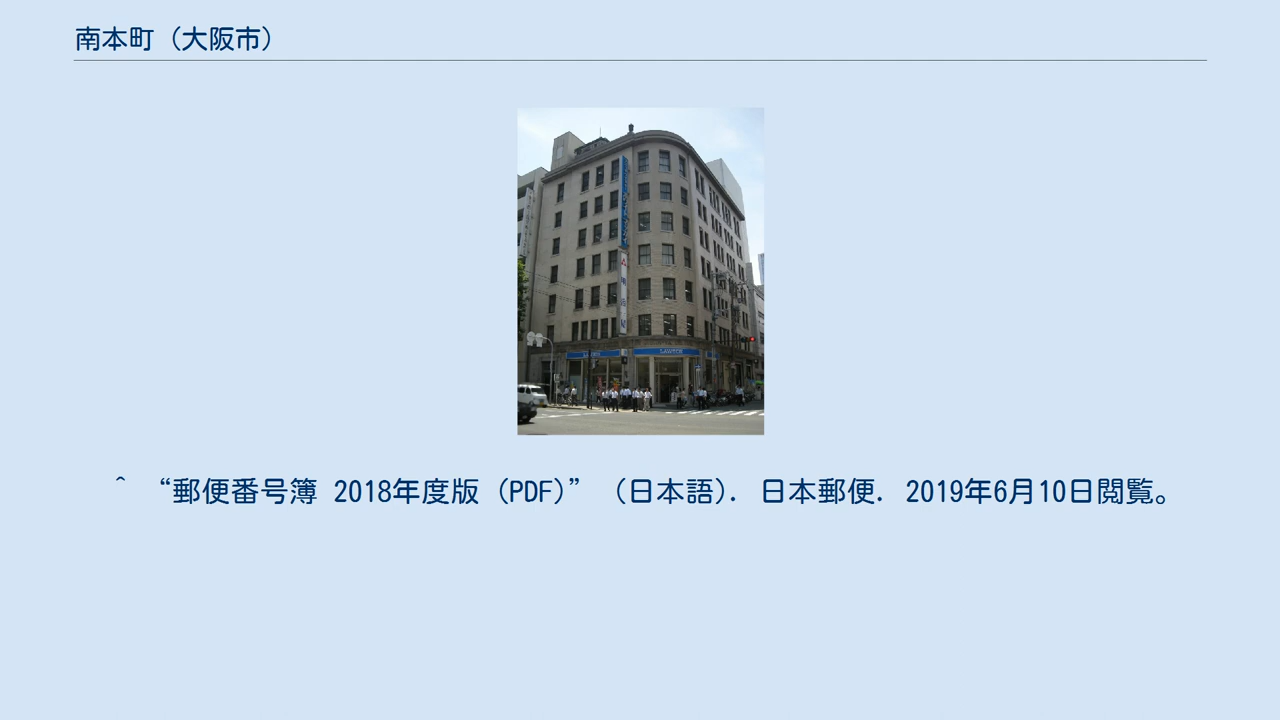 南本町（大阪市）
LAWSON
^ “郵便番号簿 2018年度版（PDF）” （日本語）. 日本郵便. 2019年6月10日閲覧。